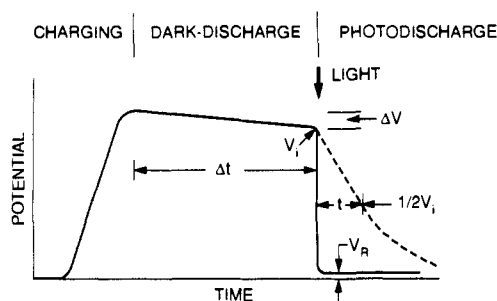 CHARGING DARK-DISCHARGE PHOTODISCHARGE
LIGHT
ΔV
Vi
Δt
t 1/2Vi
VR
POTENTIAL
TIME